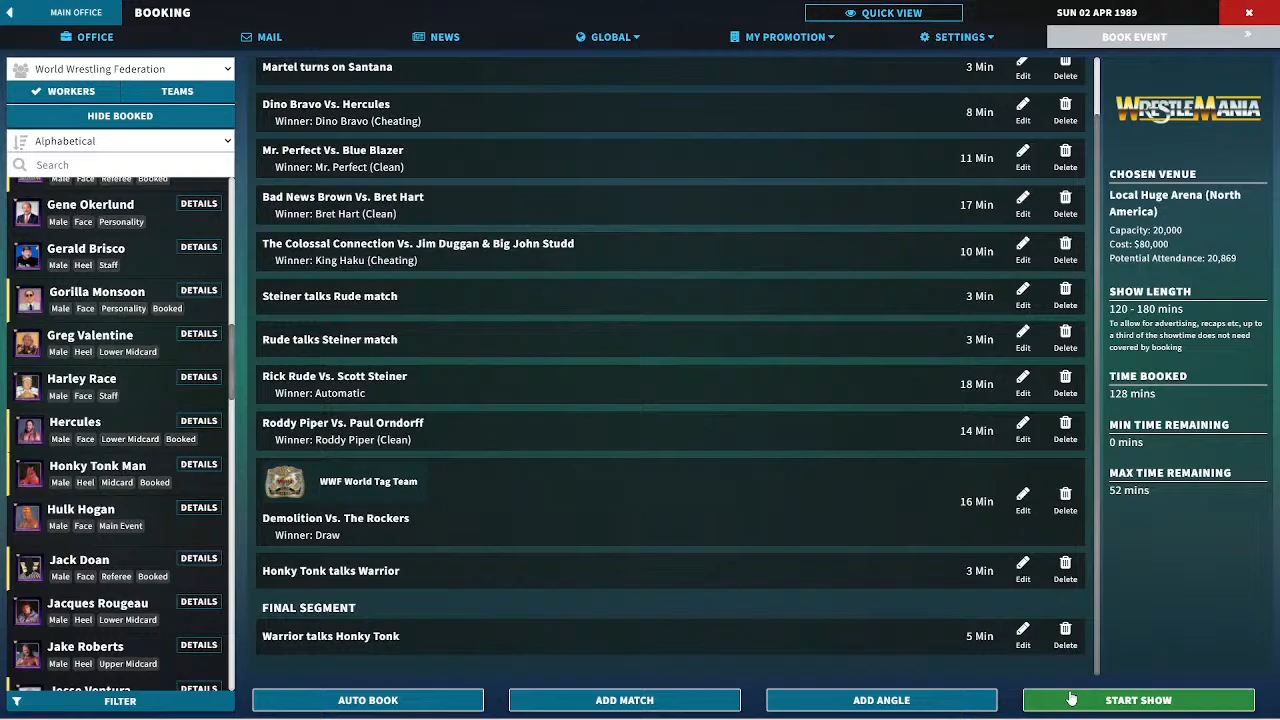 MAIN OFFICE
BOOKING
QUICK VIEW
SUN 02 APR 1989
OFFICE
MAIL
NEWS
GLOBAL
MY PROMOTION
SETTINGS
BOOK EVENT
World Wrestling Federation
WORKERS
TEAMS
HIDE BOOKED
Alphabetical
Search
Male Face Referee Booked
Gene Okerlund
DETAILS
Male Face Personality
Gerald Brisco
DETAILS
Male Heel Staff
Gorilla Monsoon
DETAILS
Male Face Personality Booked
Greg Valentine
DETAILS
Male Heel Lower Midcard
Harley Race
DETAILS
Male Face Staff
Hercules
DETAILS
Male Face Lower Midcard Booked
Honky Tonk Man
DETAILS
Male Heel Midcard Booked
Hulk Hogan
DETAILS
Male Face Main Event
Jack Doan
DETAILS
Male Face Referee Booked
Jacques Rougeau
DETAILS
Male Heel Lower Midcard
Jake Roberts
DETAILS
Male Heel Upper Midcard
Jesse Ventura
DETAILS
FILTER
Martel turns on Santana
3 Min
Edit
Delete
Dino Bravo Vs. Hercules
Winner: Dino Bravo (Cheating)
8 Min
Edit
Delete
Mr. Perfect Vs. Blue Blazer
Winner: Mr. Perfect (Clean)
11 Min
Edit
Delete
Bad News Brown Vs. Bret Hart
Winner: Bret Hart (Clean)
17 Min
Edit
Delete
The Colossal Connection Vs. Jim Duggan & Big John Studd
Winner: King Haku (Cheating)
10 Min
Edit
Delete
Steiner talks Rude match
3 Min
Edit
Delete
Rude talks Steiner match
3 Min
Edit
Delete
Rick Rude Vs. Scott Steiner
Winner: Automatic
18 Min
Edit
Delete
Roddy Piper Vs. Paul Orndorff
Winner: Roddy Piper (Clean)
14 Min
Edit
Delete
WWF World Tag Team
Demolition Vs. The Rockers
Winner: Draw
16 Min
Edit
Delete
Honky Tonk talks Warrior
3 Min
Edit
Delete
FINAL SEGMENT
Warrior talks Honky Tonk
5 Min
Edit
Delete
AUTO BOOK
ADD MATCH
ADD ANGLE
START SHOW
WRESTLEMANIA
CHOSEN VENUE
Local Huge Arena (North
America)
Capacity: 20,000
Cost: $80,000
Potential Attendance: 20,869
SHOW LENGTH
120 - 180 mins
To allow for advertising, recaps etc, up to
a third of the showtime does not need
covered by booking
TIME BOOKED
128 mins
MIN TIME REMAINING
0 mins
MAX TIME REMAINING
52 mins